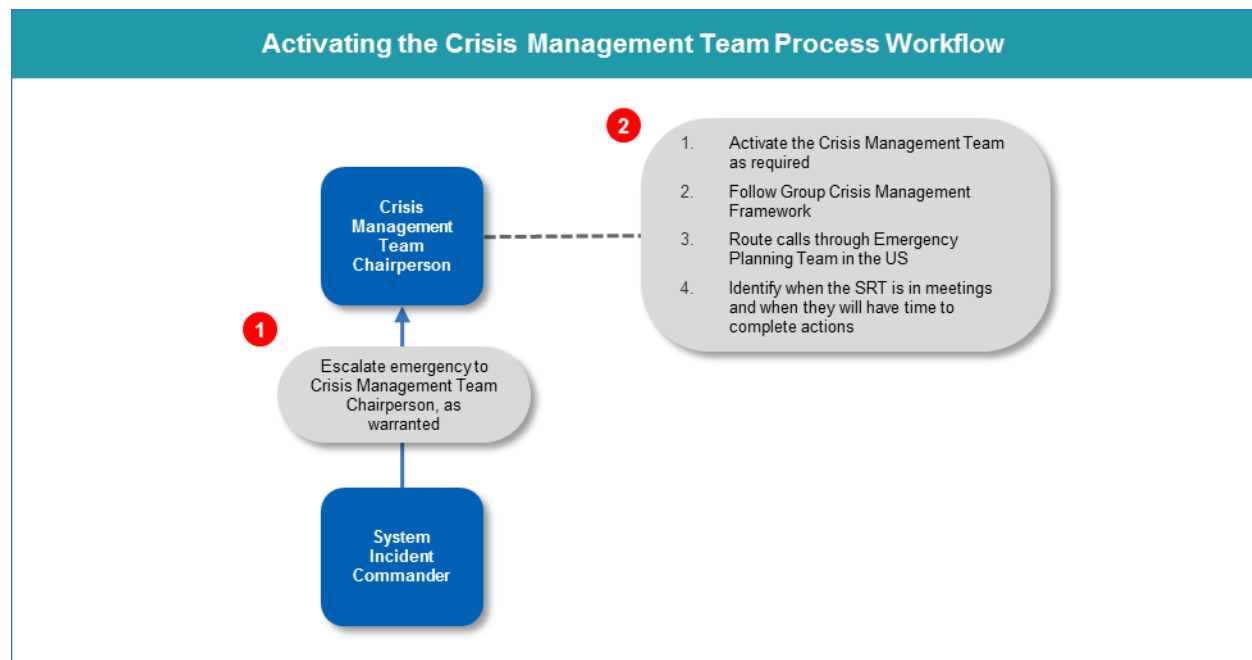 Activating the Crisis Management Team Process Workflow
2
1. Activate the Crisis Management Team
as required
2. Follow Group Crisis Management
Framework
3. Route calls through Emergency
Planning Team in the US
4. Identify when the SRT is in meetings
and when they will have time to
complete actions
Crisis
Management
Team
Chairperson
1
Escalate emergency to
Crisis Management Team
Chairperson, as
warranted
System
Incident
Commander